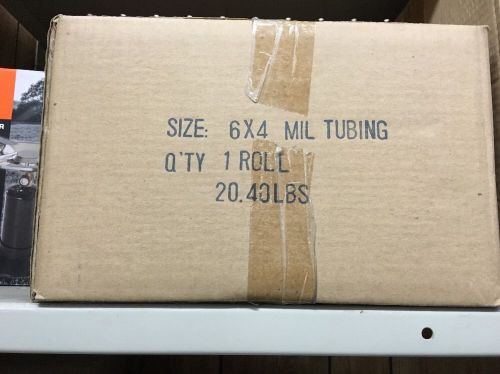 SIZE: 6X4 MIL TUBING
Q'TY 1 ROLL
20.40LBS